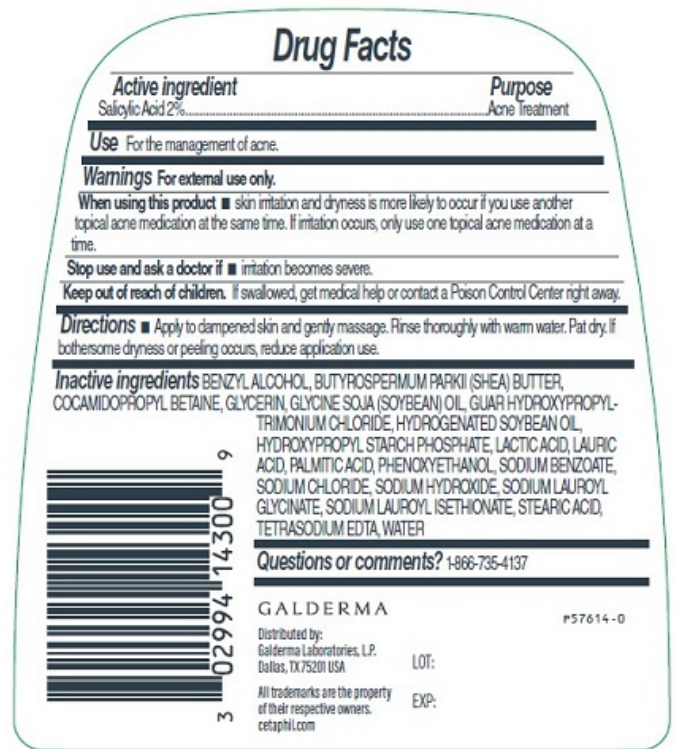 Drug Facts
Active ingredient Purpose
Salicylic Acid 2%......................................................................................Acne Treatment
Use For the management of acne.
Warnings For external use only.
When using this product ■ skin irritation and dryness is more likely to occur if you use another
topical acne medication at the same time. If irritation occurs, only use one topical acne medication at a
time.
Stop use and ask a doctor if ■ irritation becomes severe.
Keep out of reach of children. If swallowed, get medical help or contact a Poison Control Center right away.
Directions ■ Apply to dampened skin and gently massage. Rinse thoroughly with warm water. Pat dry. If
bothersome dryness or peeling occurs, reduce application use.
Inactive ingredients BENZYL ALCOHOL, BUTYROSPERMUM PARKII (SHEA) BUTTER,
COCAMIDOPROPYL BETAINE, GLYCERIN, GLYCINE SOJA (SOYBEAN) OIL, GUAR HYDROXYPROPYL-
TRIMONIUM CHLORIDE, HYDROGENATED SOYBEAN OIL,
HYDROXYPROPYL STARCH PHOSPHATE, LACTIC ACID, LAURIC
ACID, PALMITIC ACID, PHENOXYETHANOL, SODIUM BENZOATE,
SODIUM CHLORIDE, SODIUM HYDROXIDE, SODIUM LAUROYL
GLYCINATE, SODIUM LAUROYL ISETHIONATE, STEARIC ACID,
TETRASODIUM EDTA, WATER
3 02994 14300 9
Questions or comments? 1-866-735-4137
GALDERMA
P57614-0
Distributed by:
Galderma Laboratories, L.P.
Dallas, TX 75201 USA
LOT:
All trademarks are the property
of their respective owners.
cetaphil.com
EXP: